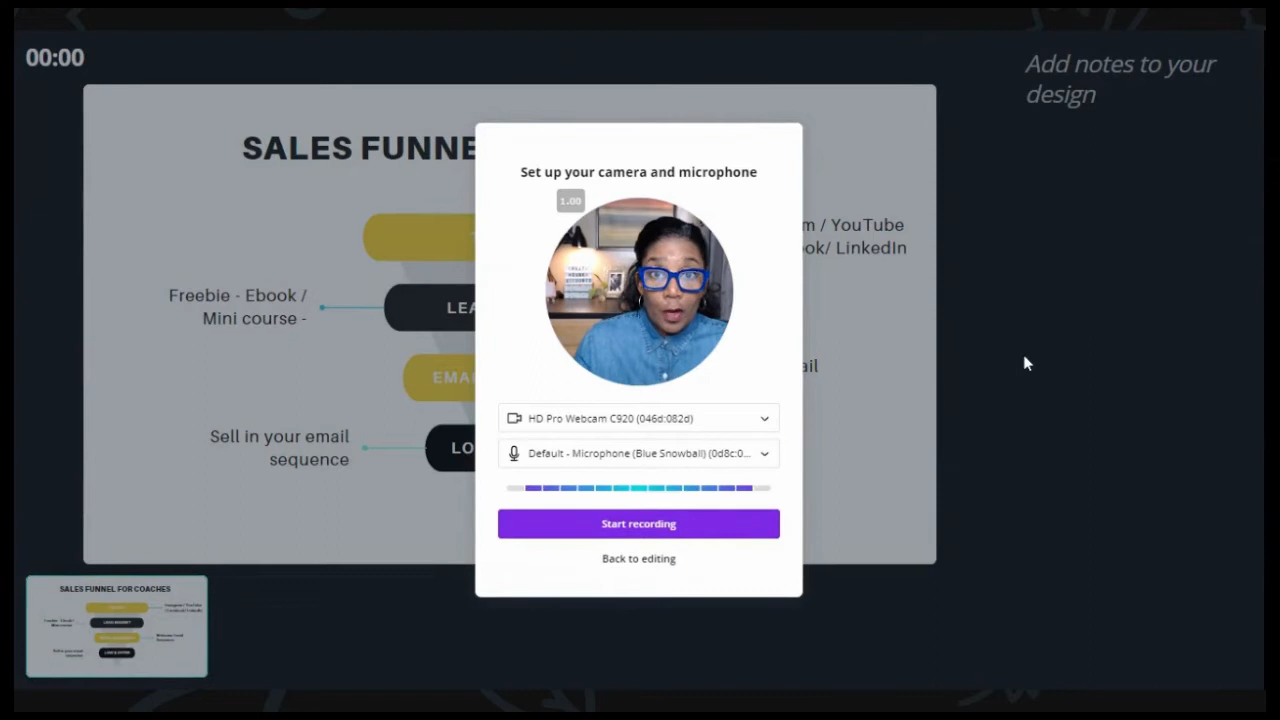 00:00
Add notes to your
design
SALES FUNNE
Set up your camera and microphone
1.00
m / YouTube
ok/ LinkedIn
Freebie - Ebook /
Mini course -
LEA
EMAI
ail
Sell in your email
sequence
LO
HD Pro Webcam C920 (046d:082d)
Default - Microphone (Blue Snowball) (0d8c:0...
Start recording
Back to editing
SALES FUNNEL FOR COACHES